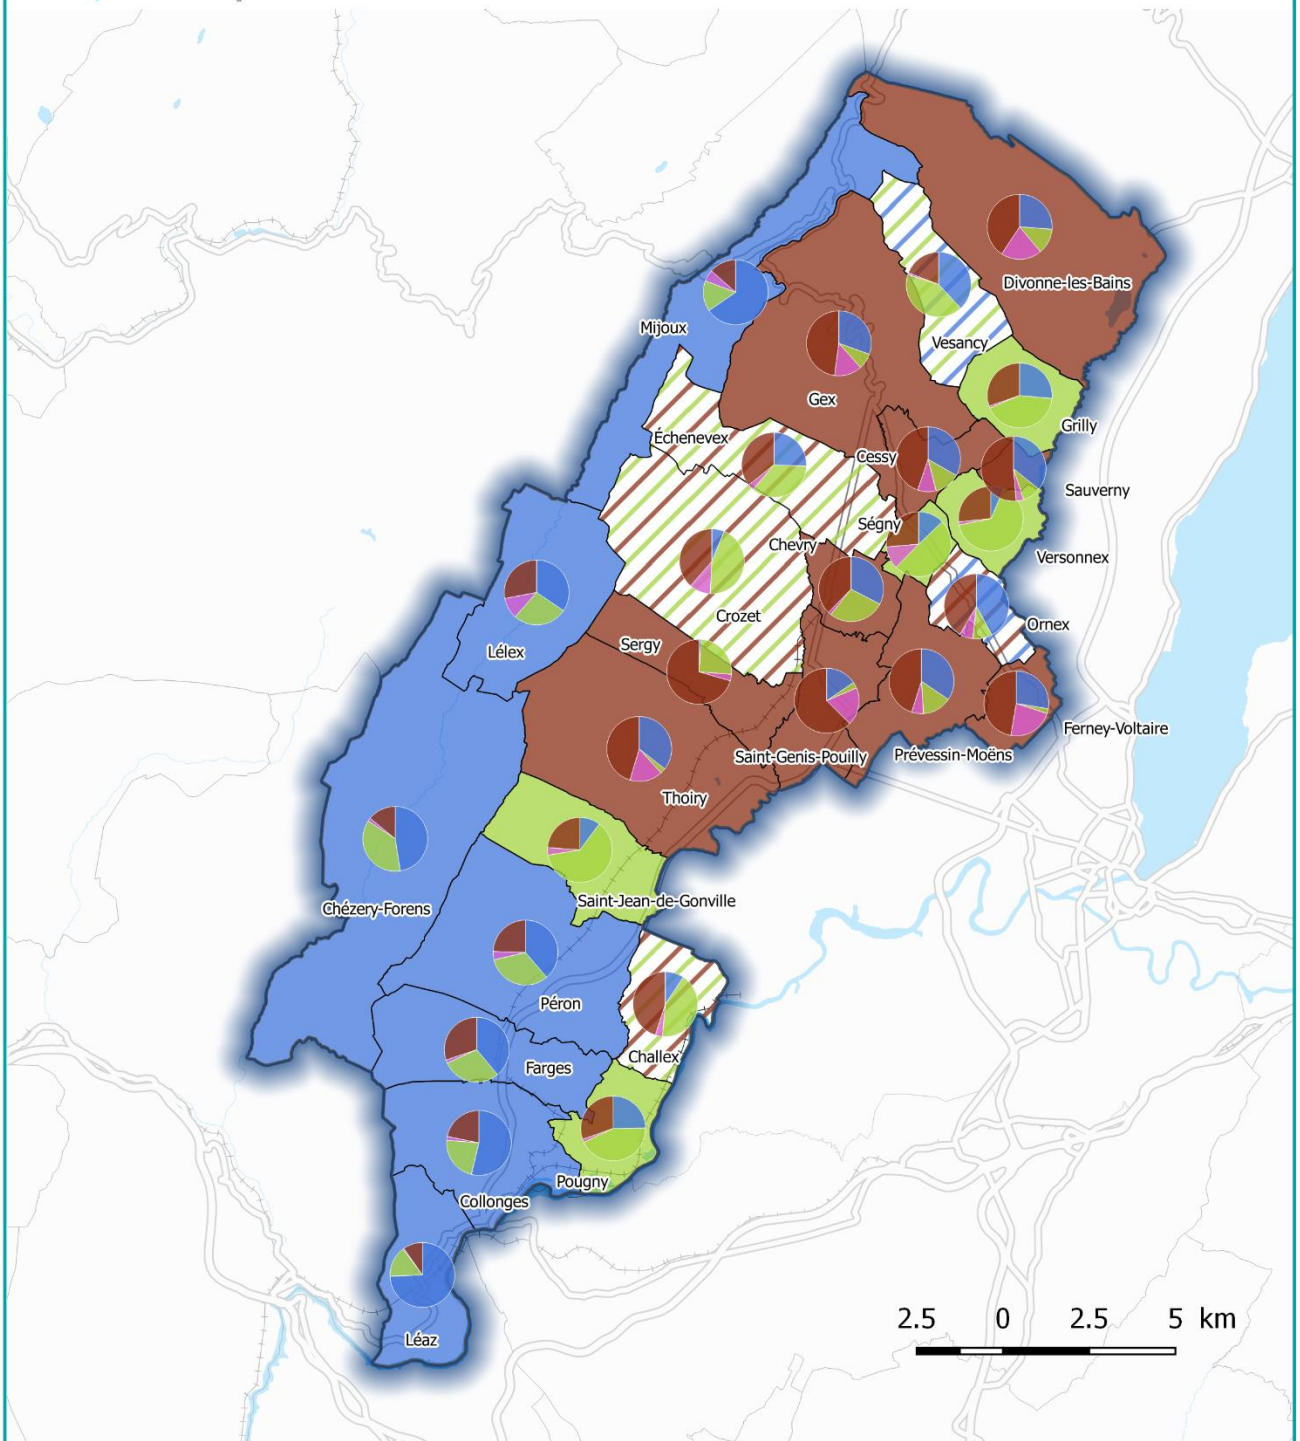 Divonne-les-Bains
Mijoux
Vesancy
Gex
Grilly
Échenevex
Cessy
Sauverny
Ségny
Chevry
Versonnex
Crozet
Ornex
Sergy
Lélex
Ferney-Voltaire
Saint-Genis-Pouilly
Prévessin-Moëns
Thoiry
Saint-Jean-de-Gonville
Chézery-Forens
Péron
Challex
Farges
Pougny
Collonges
Léaz
2.5 0 2.5 5 km